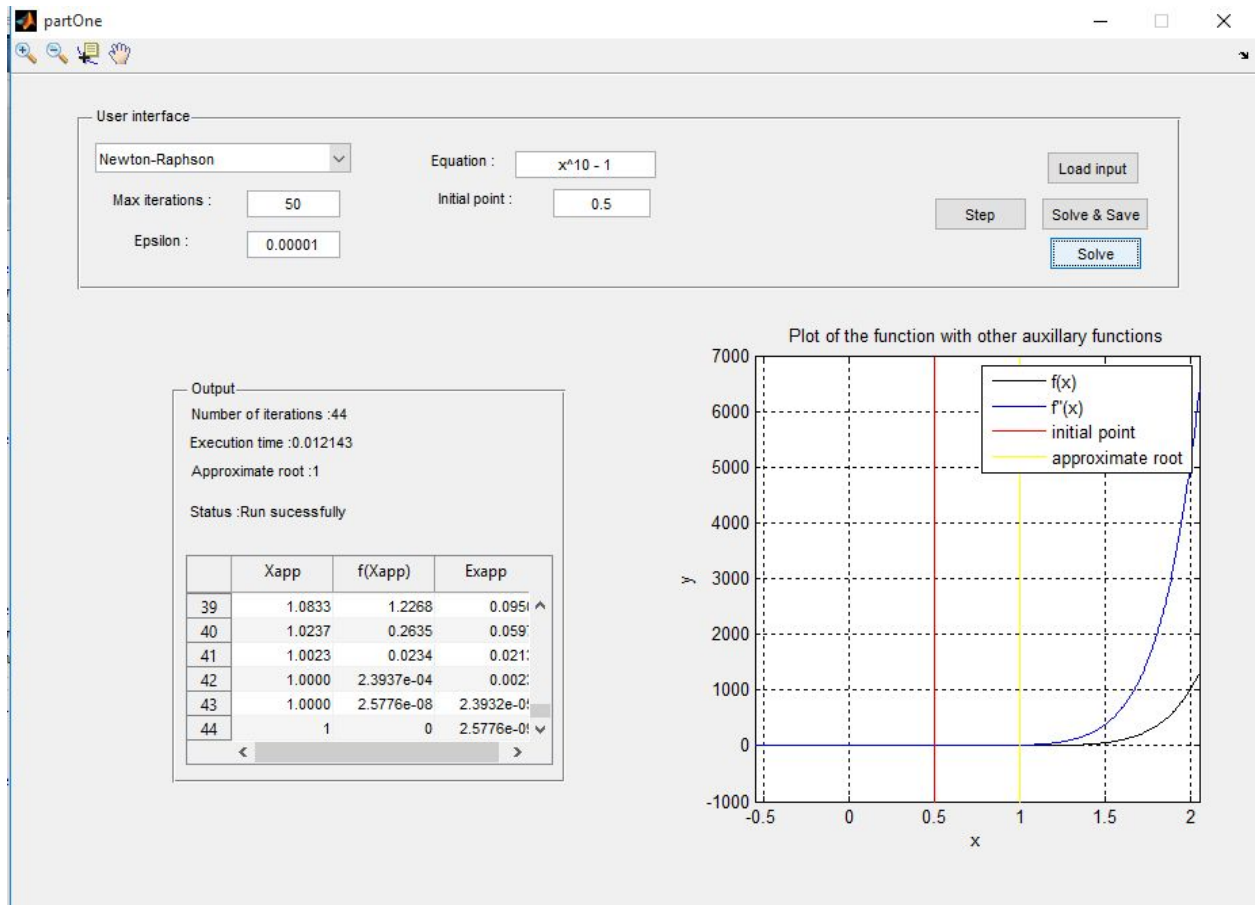 partOne
User interface
Newton-Raphson
Equation :
x^10 - 1
Load input
Max iterations :
50
Initial point :
0.5
Step
Solve & Save
Epsilon :
0.00001
Solve
Output
Number of iterations :44
Execution time :0.012143
Approximate root :1
Status :Run sucessfully
Xapp f(Xapp) Exapp
39 1.0833 1.2268
40 1.0237 0.2635
41 1.0023 0.0234
42 1.0000 2.3937e-04
43 1.0000 2.5776e-08
44 1 0
Plot of the function with other auxillary functions
f(x)
f''(x)
initial point
approximate root
7000
6000
5000
4000
3000
2000
1000
0
-1000
y
-0.5 0 0.5 1 1.5 2
x